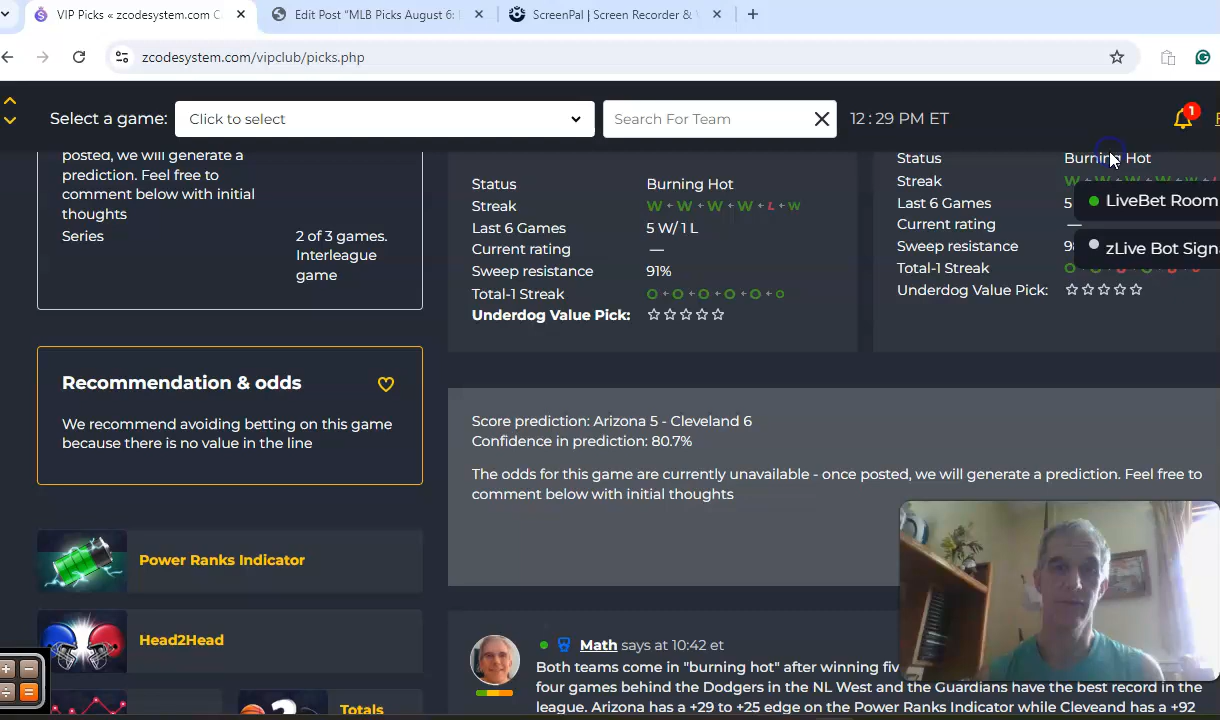 VIP Picks « zcodesystem.com C
Edit Post "MLB Picks August 6:
ScreenPal | Screen Recorder &
zcodesystem.com/vipclub/picks.php
Select a game:
Click to select
Search For Team
12 : 29 PM ET
1
posted, we will generate a
prediction. Feel free to
comment below with initial
thoughts
Series
2 of 3 games.
Interleague
game
Status Burning Hot
Streak W W W W L W
Last 6 Games 5 W/ 1 L
Current rating —
Sweep resistance 91%
Total-1 Streak O O O O O O
Underdog Value Pick:
Status Burning Hot
Streak
Last 6 Games 5
Current rating —
Sweep resistance
Total-1 Streak
Underdog Value Pick:
LiveBet Room
zLive Bot Sign
Recommendation & odds
We recommend avoiding betting on this game
because there is no value in the line
Score prediction: Arizona 5 - Cleveland 6
Confidence in prediction: 80.7%
The odds for this game are currently unavailable - once posted, we will generate a prediction. Feel free to
comment below with initial thoughts
Power Ranks Indicator
Head2Head
Totals
Math says at 10:42 et
Both teams come in "burning hot" after winning fiv
four games behind the Dodgers in the NL West and the Guardians have the best record in the
league. Arizona has a +29 to +25 edge on the Power Ranks Indicator while Cleveand has a +92